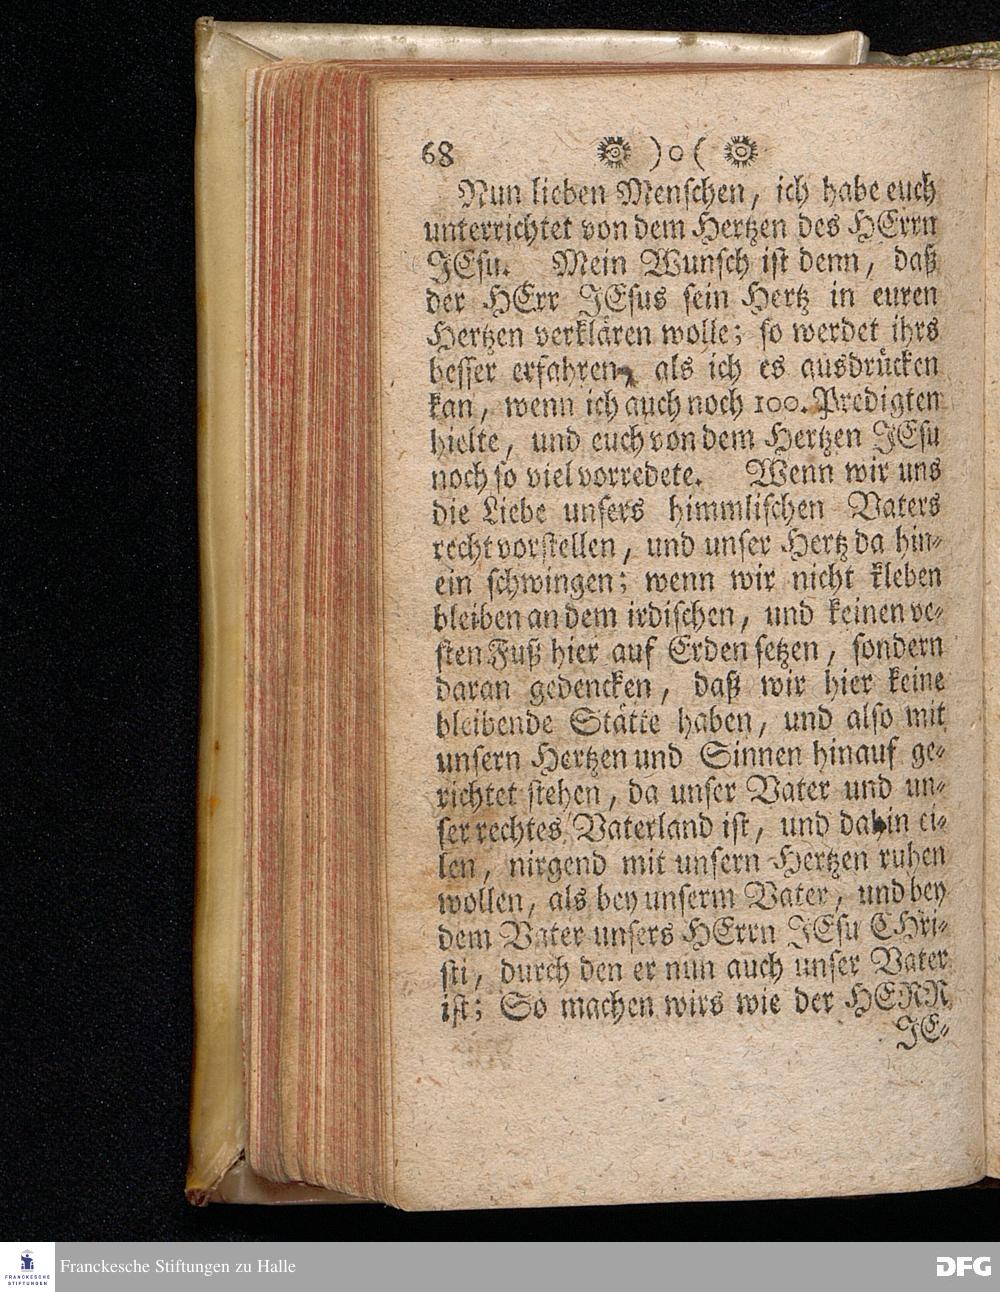 68 )o(
Nun lieben Menschen, ich habe euch
unterrichtet von dem Hertzen des HErrn
JEsu. Mein Wunsch ist denn, daß
der HErr JEsus sein Hertz in euren
Hertzen verklären wolle; so werdet ihrs
besser erfahren, als ich es ausdrücken
kan, wenn ich auch noch 100. Predigten
hielte, und euch von dem Hertzen JEsu
noch so viel vorredete. Wenn wir uns
die Liebe unsers himmlischen Vaters
recht vorstellen, und unser Hertz da hin-
ein schwingen; wenn wir nicht kleben
bleiben an dem irdischen, und keinen ve-
sten Fuß hier auf Erden setzen, sondern
daran gedencken, daß wir hier keine
bleibende Stätte haben, und also mit
unsern Hertzen und Sinnen hinauf ge-
richtet stehen, da unser Vater und un-
ser rechtes Vaterland ist, und dahin ei-
len, nirgend mit unsern Hertzen ruhen
wollen, als bey unserm Vater, und bey
dem Vater unsers HErrn JEsu CHri-
sti, durch den er nun auch unser Vater
ist; So machen wirs wie der HERR
JE-
FRANCKESCHE
STIFTUNGEN
Franckesche Stiftungen zu Halle
DFG